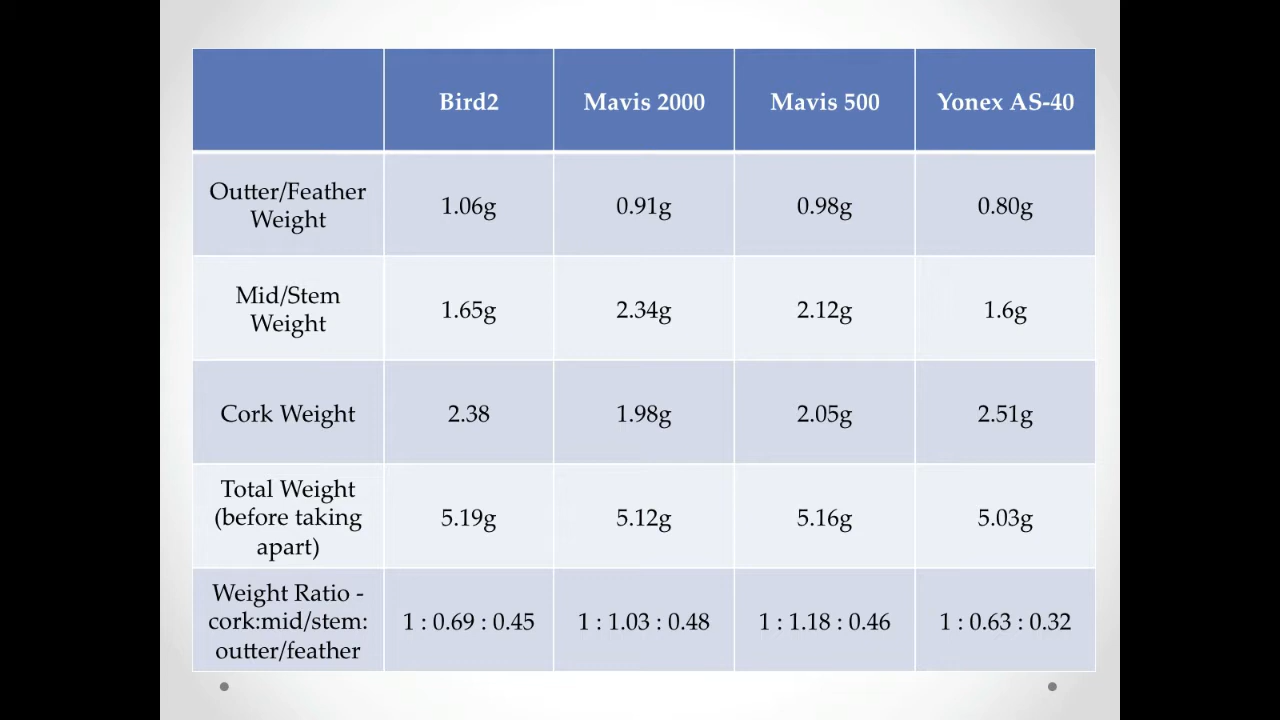 Bird2 Mavis 2000 Mavis 500 Yonex AS-40
Outter/Feather
Weight
1.06g 0.91g 0.98g 0.80g
Mid/Stem
Weight
1.65g 2.34g 2.12g 1.6g
Cork Weight 2.38 1.98g 2.05g 2.51g
Total Weight
(before taking
apart)
5.19g 5.12g 5.16g 5.03g
Weight Ratio -
cork:mid/stem:
outter/feather
1 : 0.69 : 0.45 1 : 1.03 : 0.48 1 : 1.18 : 0.46 1 : 0.63 : 0.32